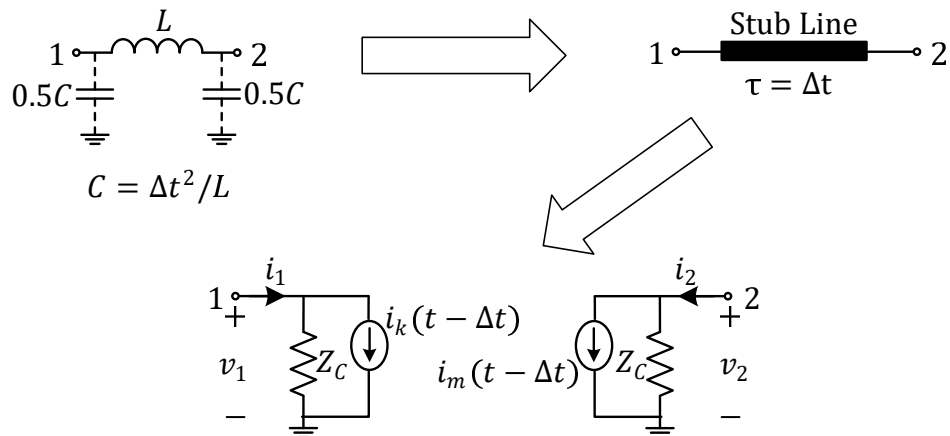 L
1
2
0.5C
0.5C
C = Δt²/L
Stub Line
1
2
τ = Δt
i₁
i₂
1
2
+
+
i_k(t − Δt)
v₁
Z_C
i_m(t − Δt)
Z_C
v₂
−
−